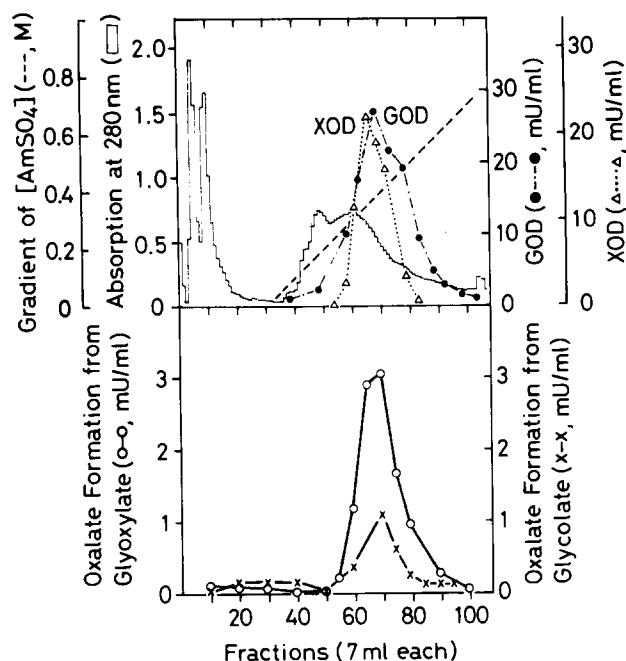 Gradient of [AmSO₄] (---, M)
0.8
0.6
0.4
0.2
0
Absorption at 280nm (⎍)
2.0
1.5
1.0
0.5
0
XOD
GOD
30
20
10
0
GOD (●--●, mU/ml)
30
20
10
0
XOD (△····△, mU/ml)
Oxalate Formation from
Glyoxylate (o–o, mU/ml)
3
2
1
0
3
2
1
0
Oxalate Formation from
Glycolate (x–x, mU/ml)
20 40 60 80 100
Fractions (7 ml each)